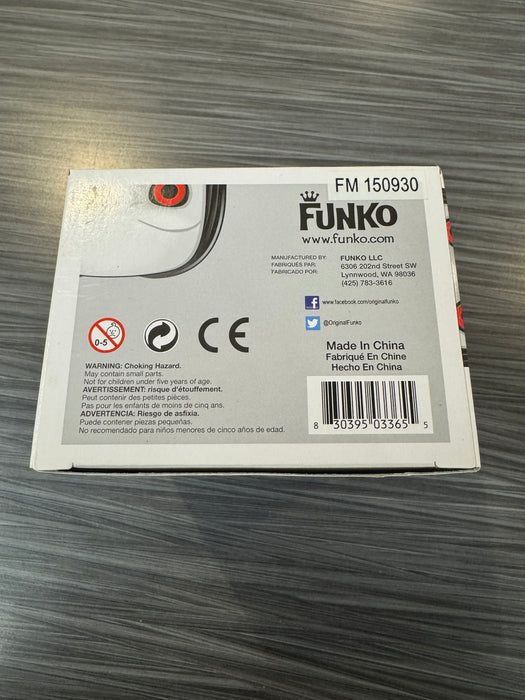 FM 150930
FUNKO
www.funko.com
MANUFACTURED BY:
FABRIQUÉS PAR:
FABRICADO POR:
FUNKO LLC
6306 202nd Street SW
Lynnwood, WA 98036
(425) 783-3616
f www.facebook.com/originalfunko
@OriginalFunko
0-5
CE
WARNING: Choking Hazard.
May contain small parts.
Not for children under five years of age.
AVERTISSEMENT: risque d'étouffement.
Peut contenir des petites pièces.
Pas pour les enfants de moins de cinq ans.
ADVERTENCIA: Riesgo de asfixia.
Puede contener piezas pequeñas.
No recomendado para niños menores de cinco años de edad.
Made In China
Fabriqué En Chine
Hecho En China
8 30395 03365 5